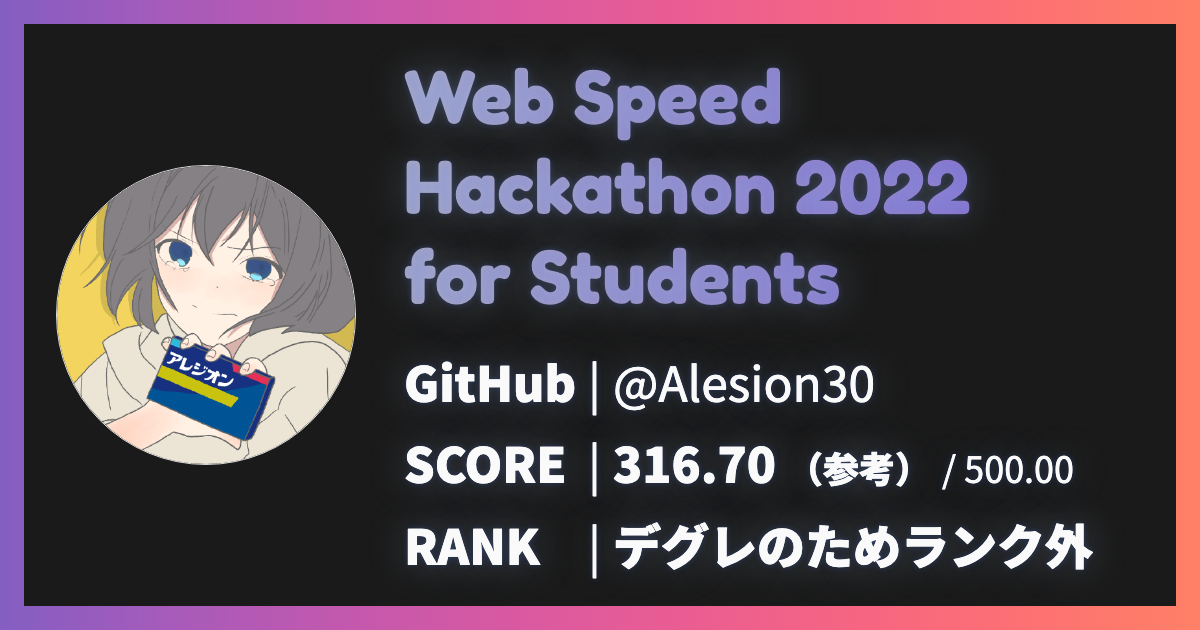 Web Speed
Hackathon 2022
for Students
アレジオン
GitHub | @Alesion30
SCORE | 316.70 （参考） / 500.00
RANK | デグレのためランク外